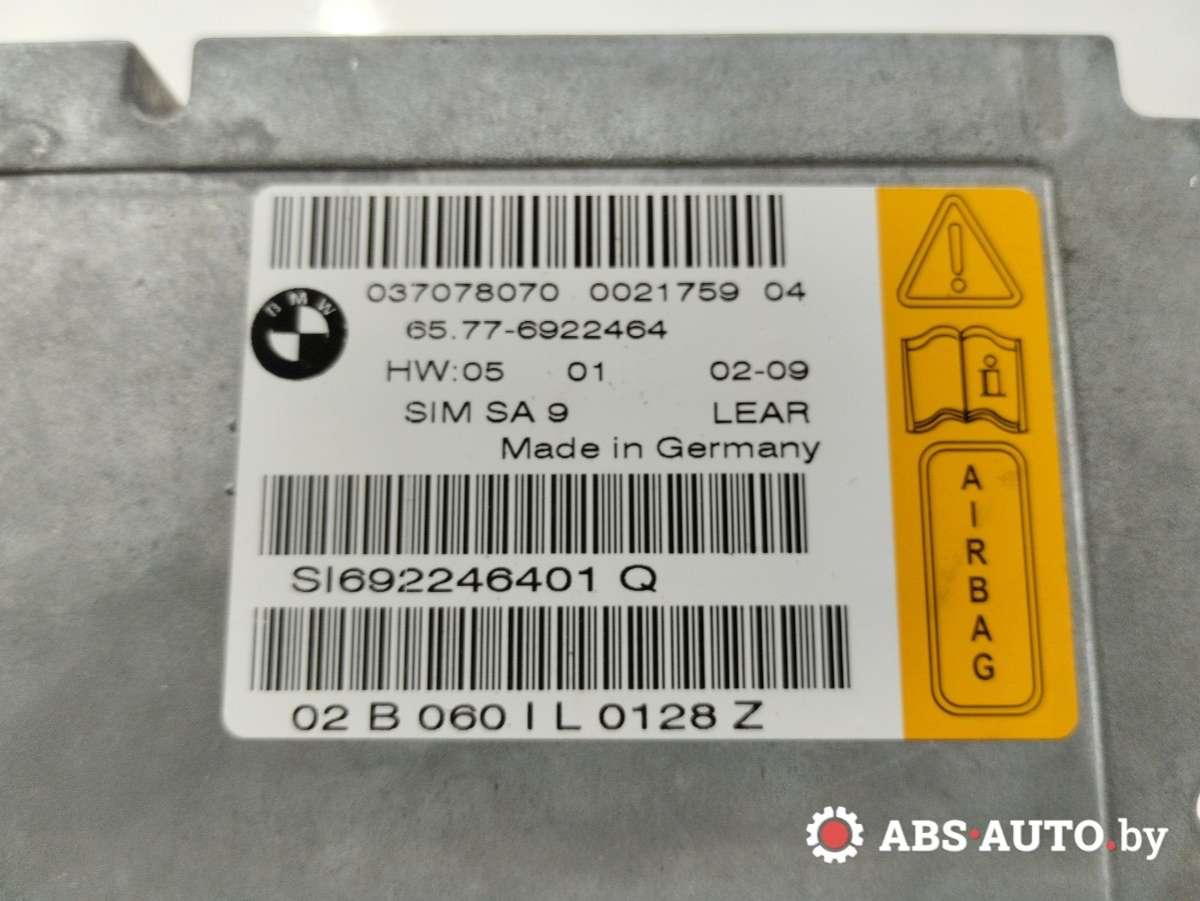 037078070 0021759 04
BMW
65.77-6922464
HW:05 01 02-09
SIM SA 9 LEAR
Made in Germany
SI692246401 Q
02 B 060 I L 0128 Z
AIRBAG
ABS·AUTO.by